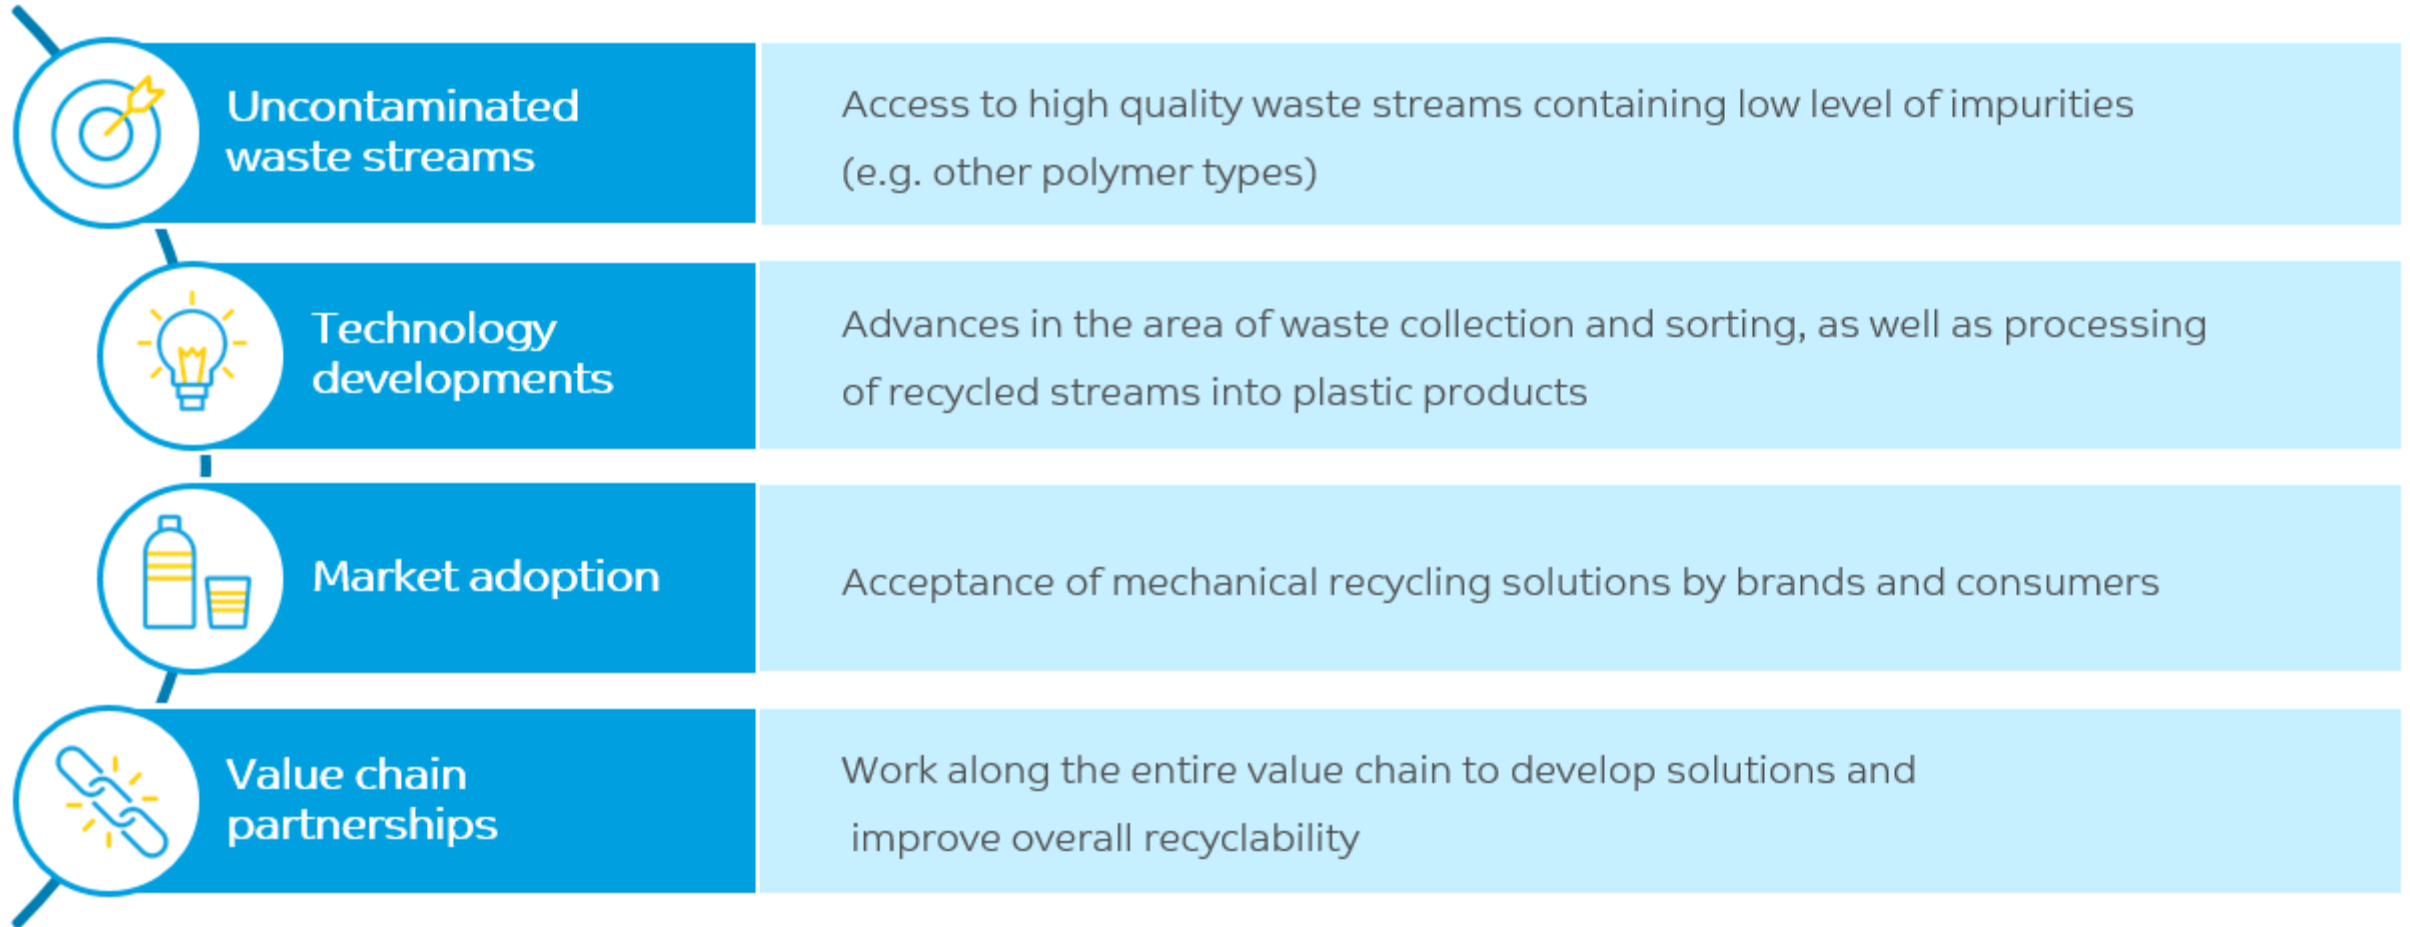 Uncontaminated
waste streams
Access to high quality waste streams containing low level of impurities
(e.g. other polymer types)
Technology
developments
Advances in the area of waste collection and sorting, as well as processing
of recycled streams into plastic products
Market adoption
Acceptance of mechanical recycling solutions by brands and consumers
Value chain
partnerships
Work along the entire value chain to develop solutions and
improve overall recyclability